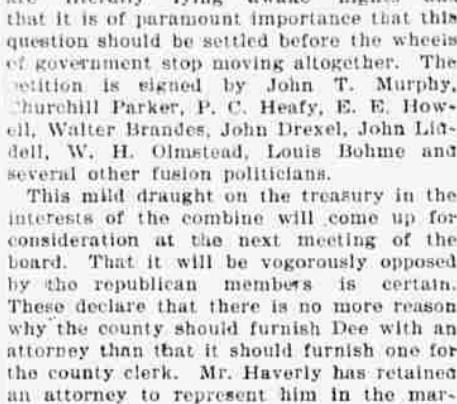 that it is of paramount importance that this
question should be settled before the wheels
of government stop moving altogether. The
petition is signed by John T. Murphy,
Churchill Parker, P. C. Heafy, E. E. How-
ell, Walter Brandes, John Drexel, John Lid-
dell, W. H. Olmstead, Louis Bohme and
several other fusion politicians.
This mild draught on the treasury in the
interests of the combine will come up for
consideration at the next meeting of the
board. That it will be vogorously opposed
by the republican members is certain.
These declare that there is no more reason
why the county should furnish Dee with an
attorney than that it should furnish one for
the county clerk. Mr. Haverly has retained
an attorney to represent him in the mar-